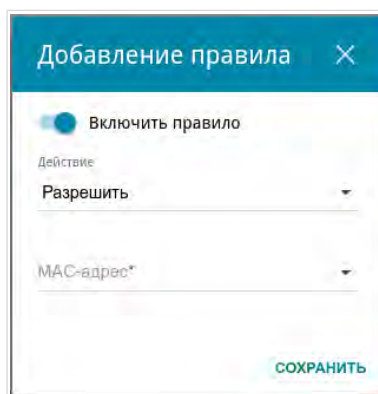 Добавление правила
Включить правило
Действие
Разрешить
MAC-адрес*
СОХРАНИТЬ